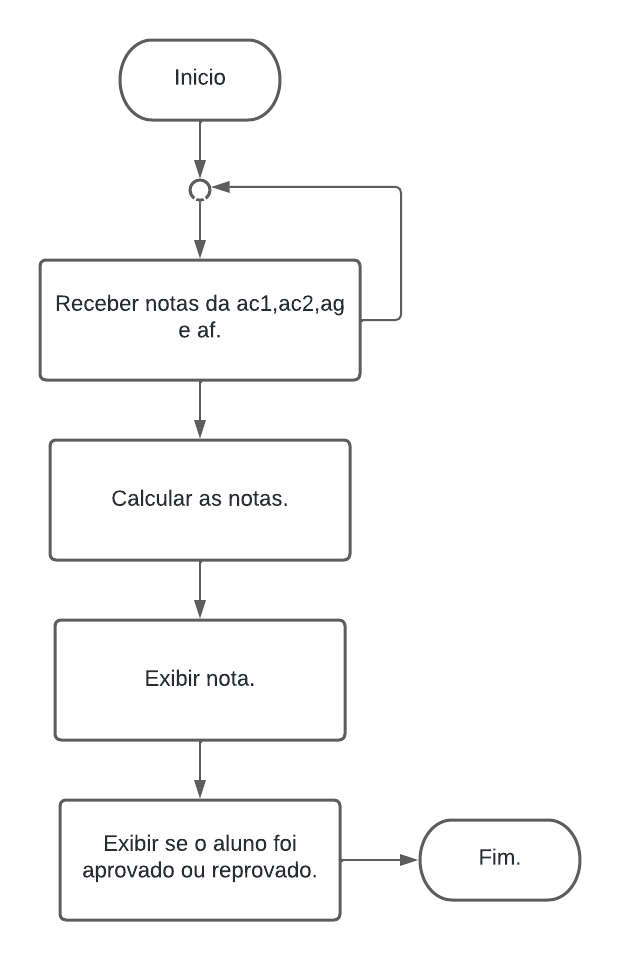 Inicio
Receber notas da ac1,ac2,ag
e af.
Calcular as notas.
Exibir nota.
Exibir se o aluno foi
aprovado ou reprovado.
Fim.